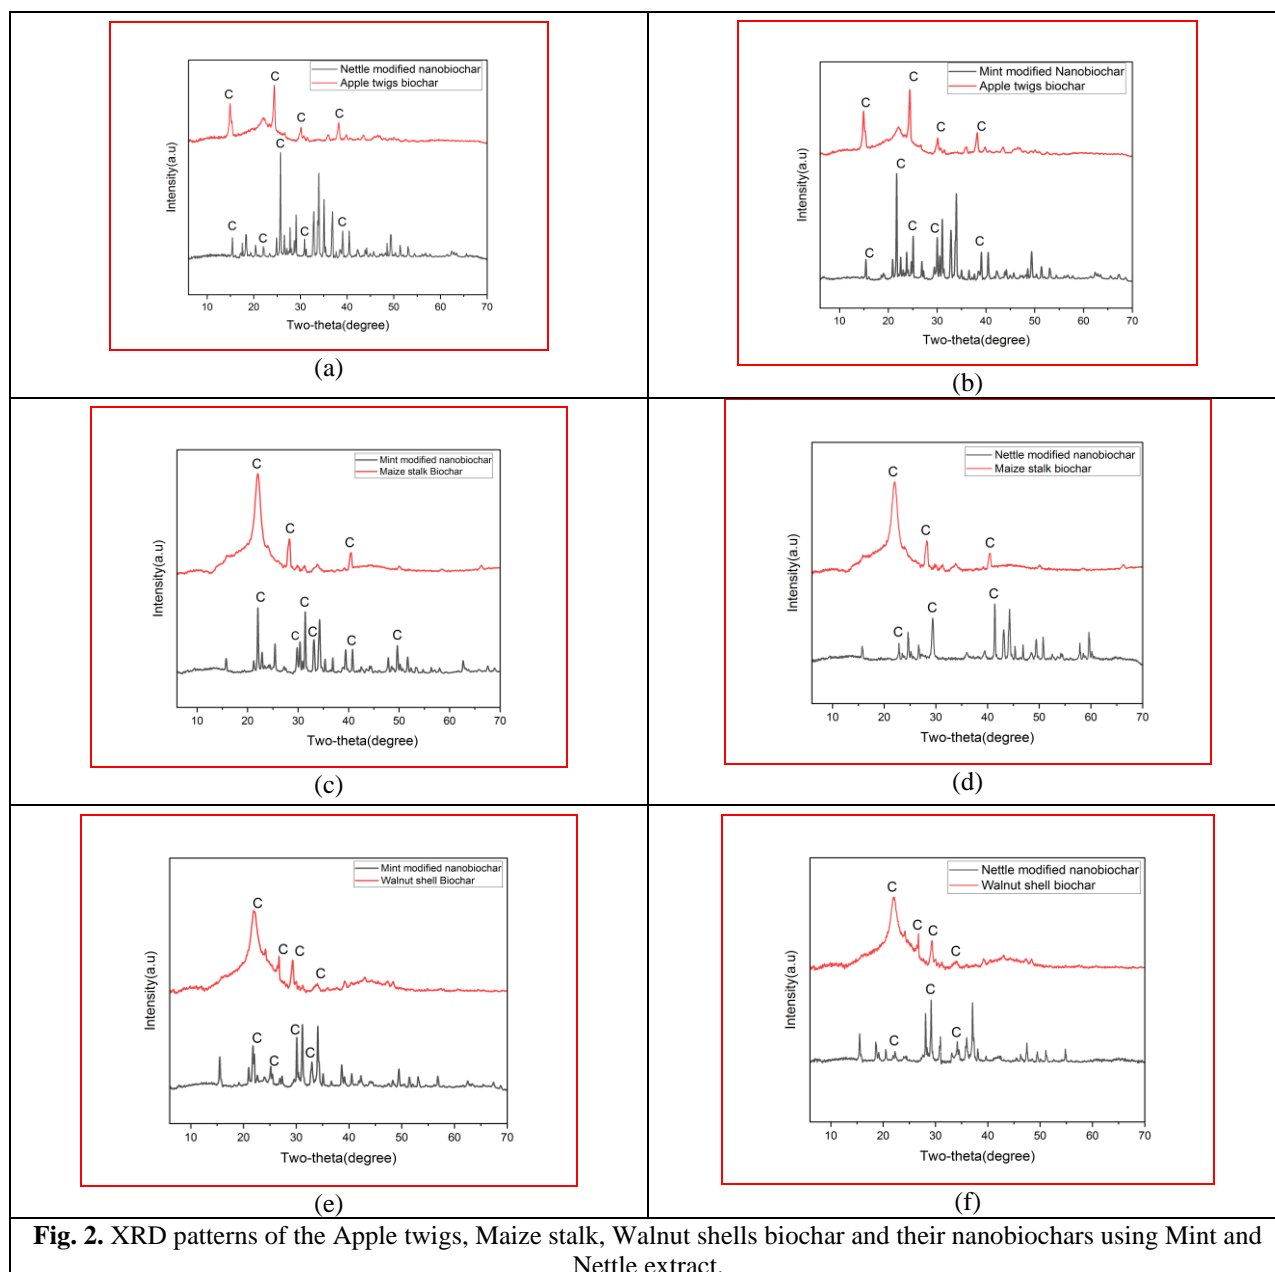 Nettle modified nanobiochar
Apple twigs biochar
C
C
C
C
C
C
C
C
C
Intensity(a.u)
10 20 30 40 50 60 70
Two-theta(degree)
(a)
Mint modified Nanobiochar
Apple twigs biochar
C
C
C
C
C
C
C
C
C
Intensity(a.u)
10 20 30 40 50 60 70
Two-theta(degree)
(b)
Mint modified nanobiochar
Maize stalk Biochar
C
C
C
C
C
C
C
C
C
Intensity(a.u)
10 20 30 40 50 60 70
Two-theta(degree)
(c)
Nettle modified nanobiochar
Maize stalk biochar
C
C
C
C
C
C
Intensity(a.u)
10 20 30 40 50 60 70
Two-theta(degree)
(d)
Mint modified nanobiochar
Walnut shell Biochar
C
C
C
C
C
C
C
C
Intensity(a.u)
10 20 30 40 50 60 70
Two-theta(degree)
(e)
Nettle modified nanobiochar
Walnut shell biochar
C
C
C
C
C
C
C
Intensity(a.u)
10 20 30 40 50 60 70
Two-theta(degree)
(f)
Fig. 2. XRD patterns of the Apple twigs, Maize stalk, Walnut shells biochar and their nanobiochars using Mint and
Nettle extract.